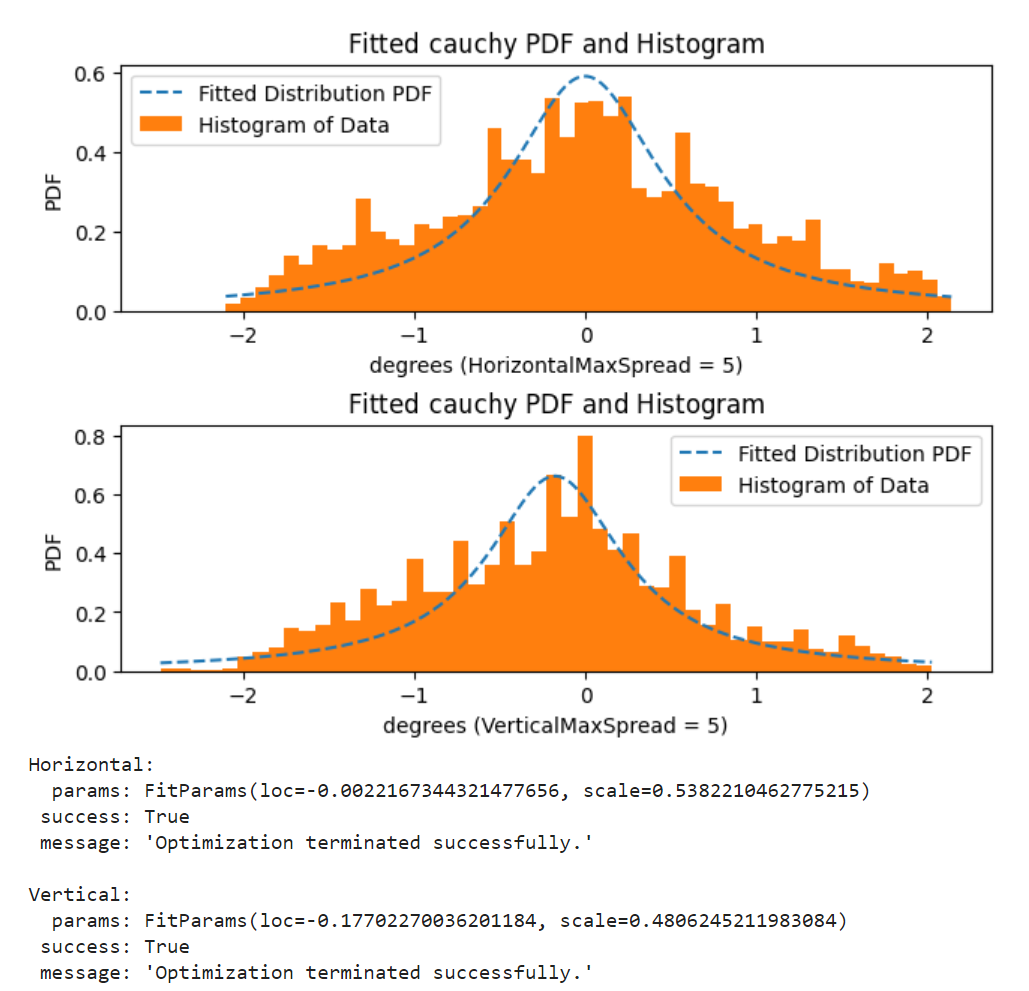 Fitted cauchy PDF and Histogram
0.6
0.4
0.2
0.0
PDF
Fitted Distribution PDF
Histogram of Data
−2
−1
0
1
2
degrees (HorizontalMaxSpread = 5)
Fitted cauchy PDF and Histogram
0.8
0.6
0.4
0.2
0.0
PDF
Fitted Distribution PDF
Histogram of Data
−2
−1
0
1
2
degrees (VerticalMaxSpread = 5)
Horizontal:
params: FitParams(loc=-0.0022167344321477656, scale=0.5382210462775215)
success: True
message: 'Optimization terminated successfully.'
Vertical:
params: FitParams(loc=-0.17702270036201184, scale=0.4806245211983084)
success: True
message: 'Optimization terminated successfully.'